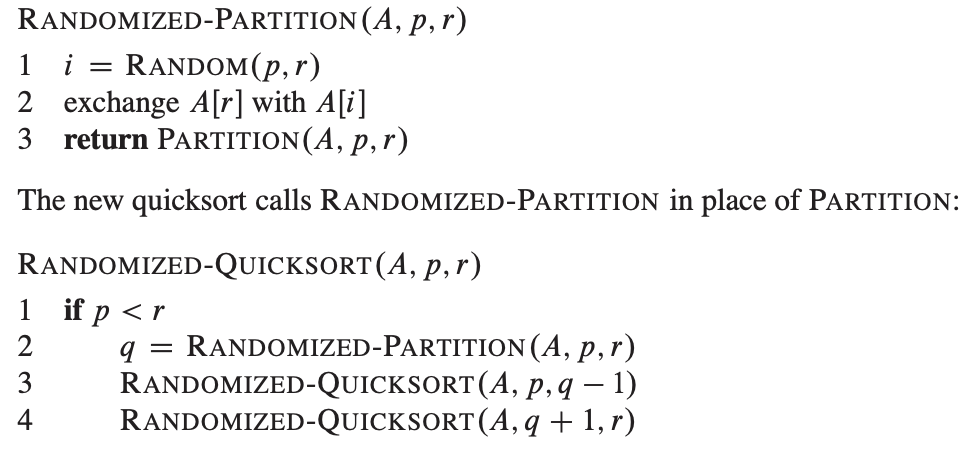 RANDOMIZED-PARTITION(A, p, r)
1 i = RANDOM(p, r)
2 exchange A[r] with A[i]
3 return PARTITION(A, p, r)
The new quicksort calls RANDOMIZED-PARTITION in place of PARTITION:
RANDOMIZED-QUICKSORT(A, p, r)
1 if p < r
2 q = RANDOMIZED-PARTITION(A, p, r)
3 RANDOMIZED-QUICKSORT(A, p, q − 1)
4 RANDOMIZED-QUICKSORT(A, q + 1, r)